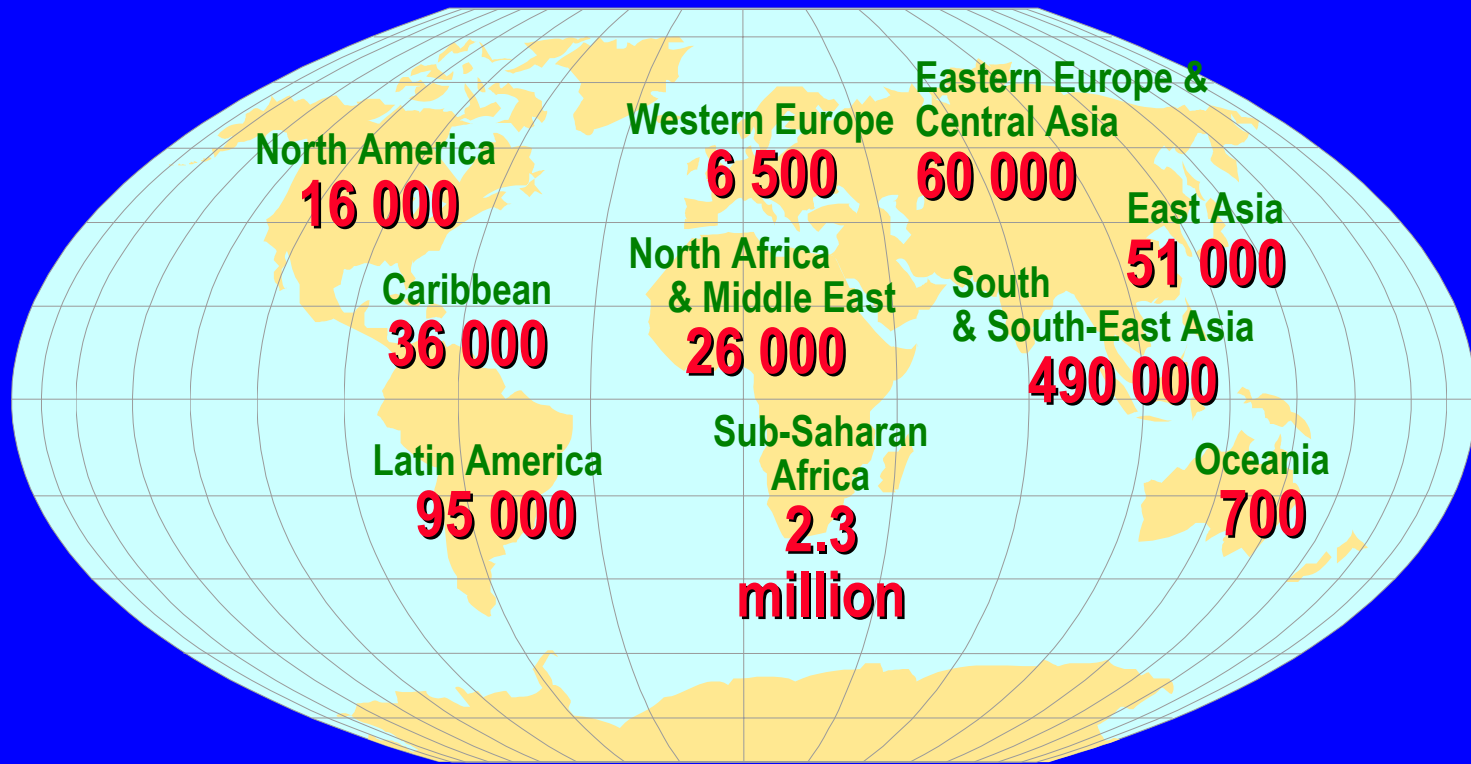 Eastern Europe &
Central Asia
60 000
Western Europe
6 500
North America
16 000
East Asia
51 000
North Africa
& Middle East
26 000
South
& South-East Asia
490 000
Caribbean
36 000
Sub-Saharan
Africa
2.3
million
Latin America
95 000
Oceania
700